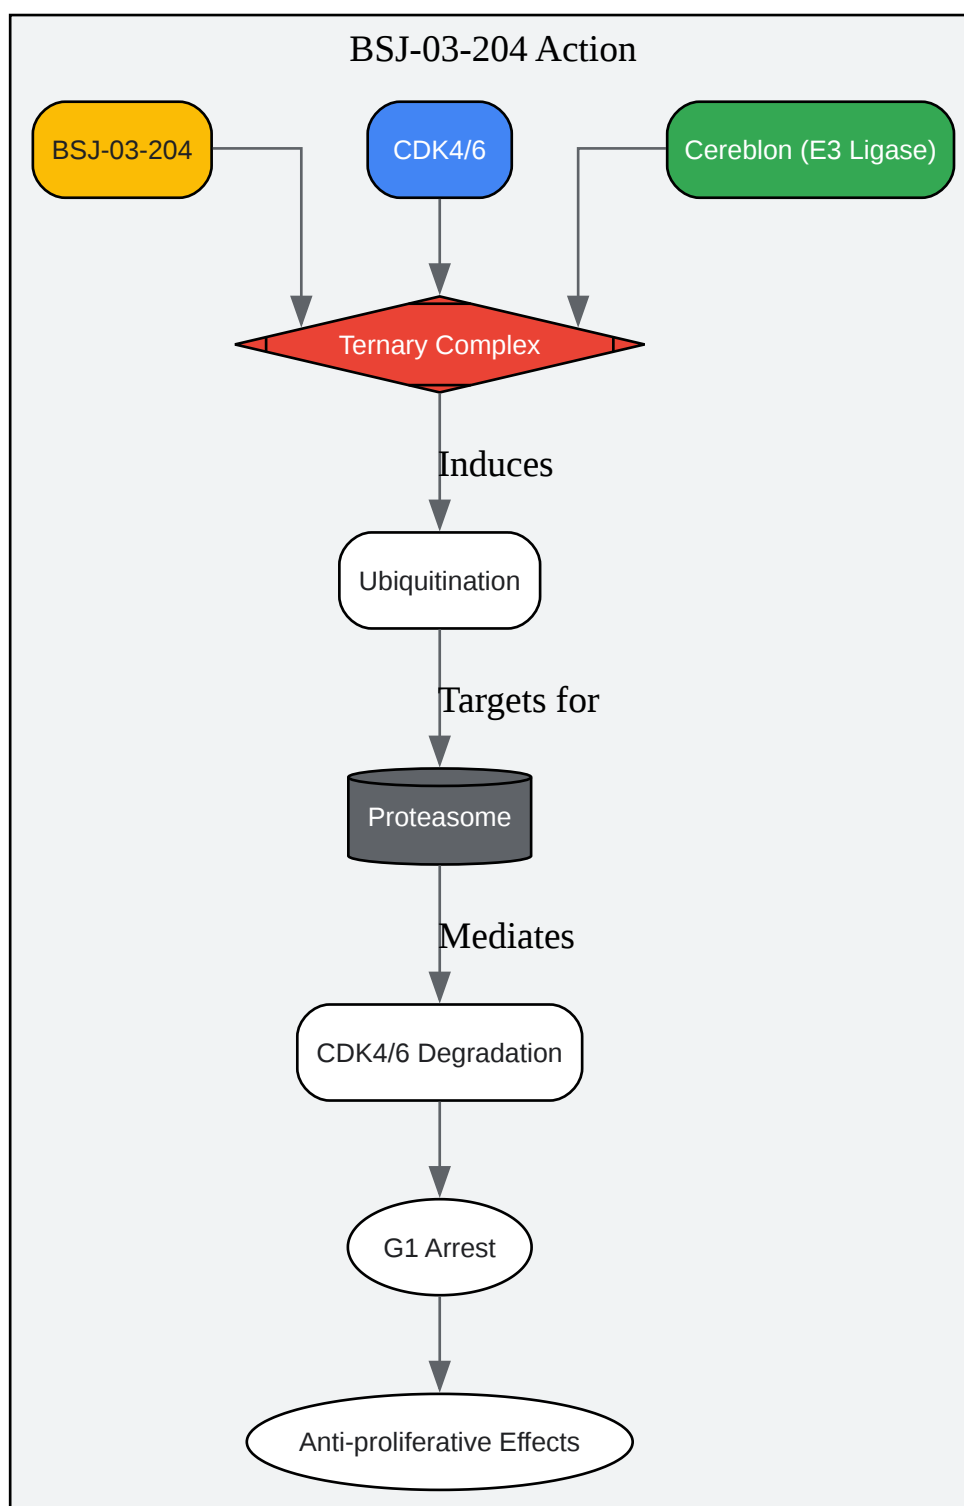 BSJ-03-204 Action
BSJ-03-204
CDK4/6
Cereblon (E3 Ligase)
Ternary Complex
Induces
Ubiquitination
Targets for
Proteasome
Mediates
CDK4/6 Degradation
G1 Arrest
Anti-proliferative Effects